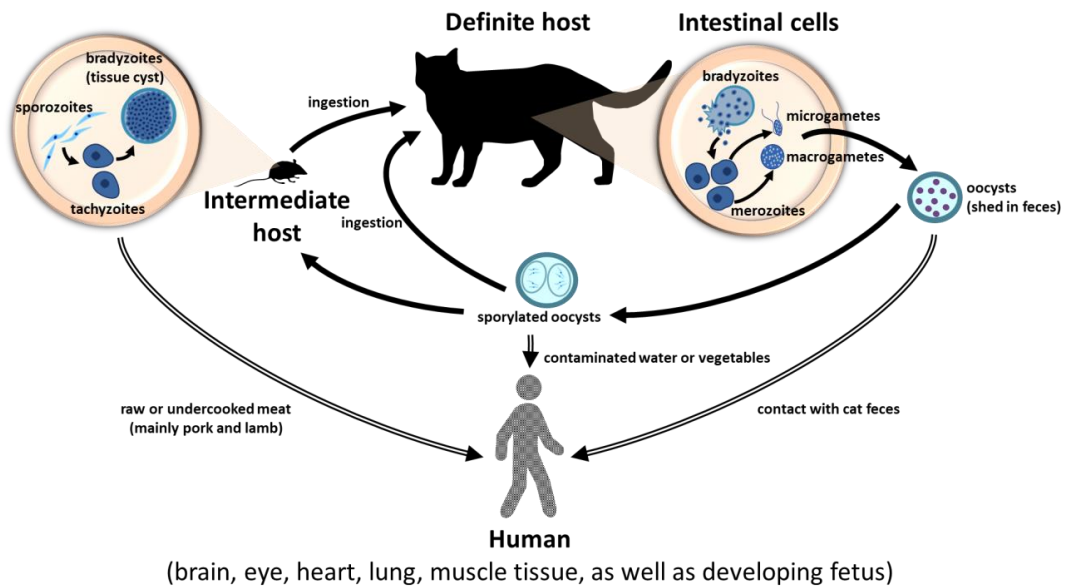 Definite host
Intestinal cells
bradyzoites
(tissue cyst)
sporozoites
tachyzoites
ingestion
Intermediate
host
ingestion
bradyzoites
microgametes
macrogametes
merozoites
oocysts
(shed in feces)
sporylated oocysts
contaminated water or vegetables
raw or undercooked meat
(mainly pork and lamb)
contact with cat feces
Human
(brain, eye, heart, lung, muscle tissue, as well as developing fetus)